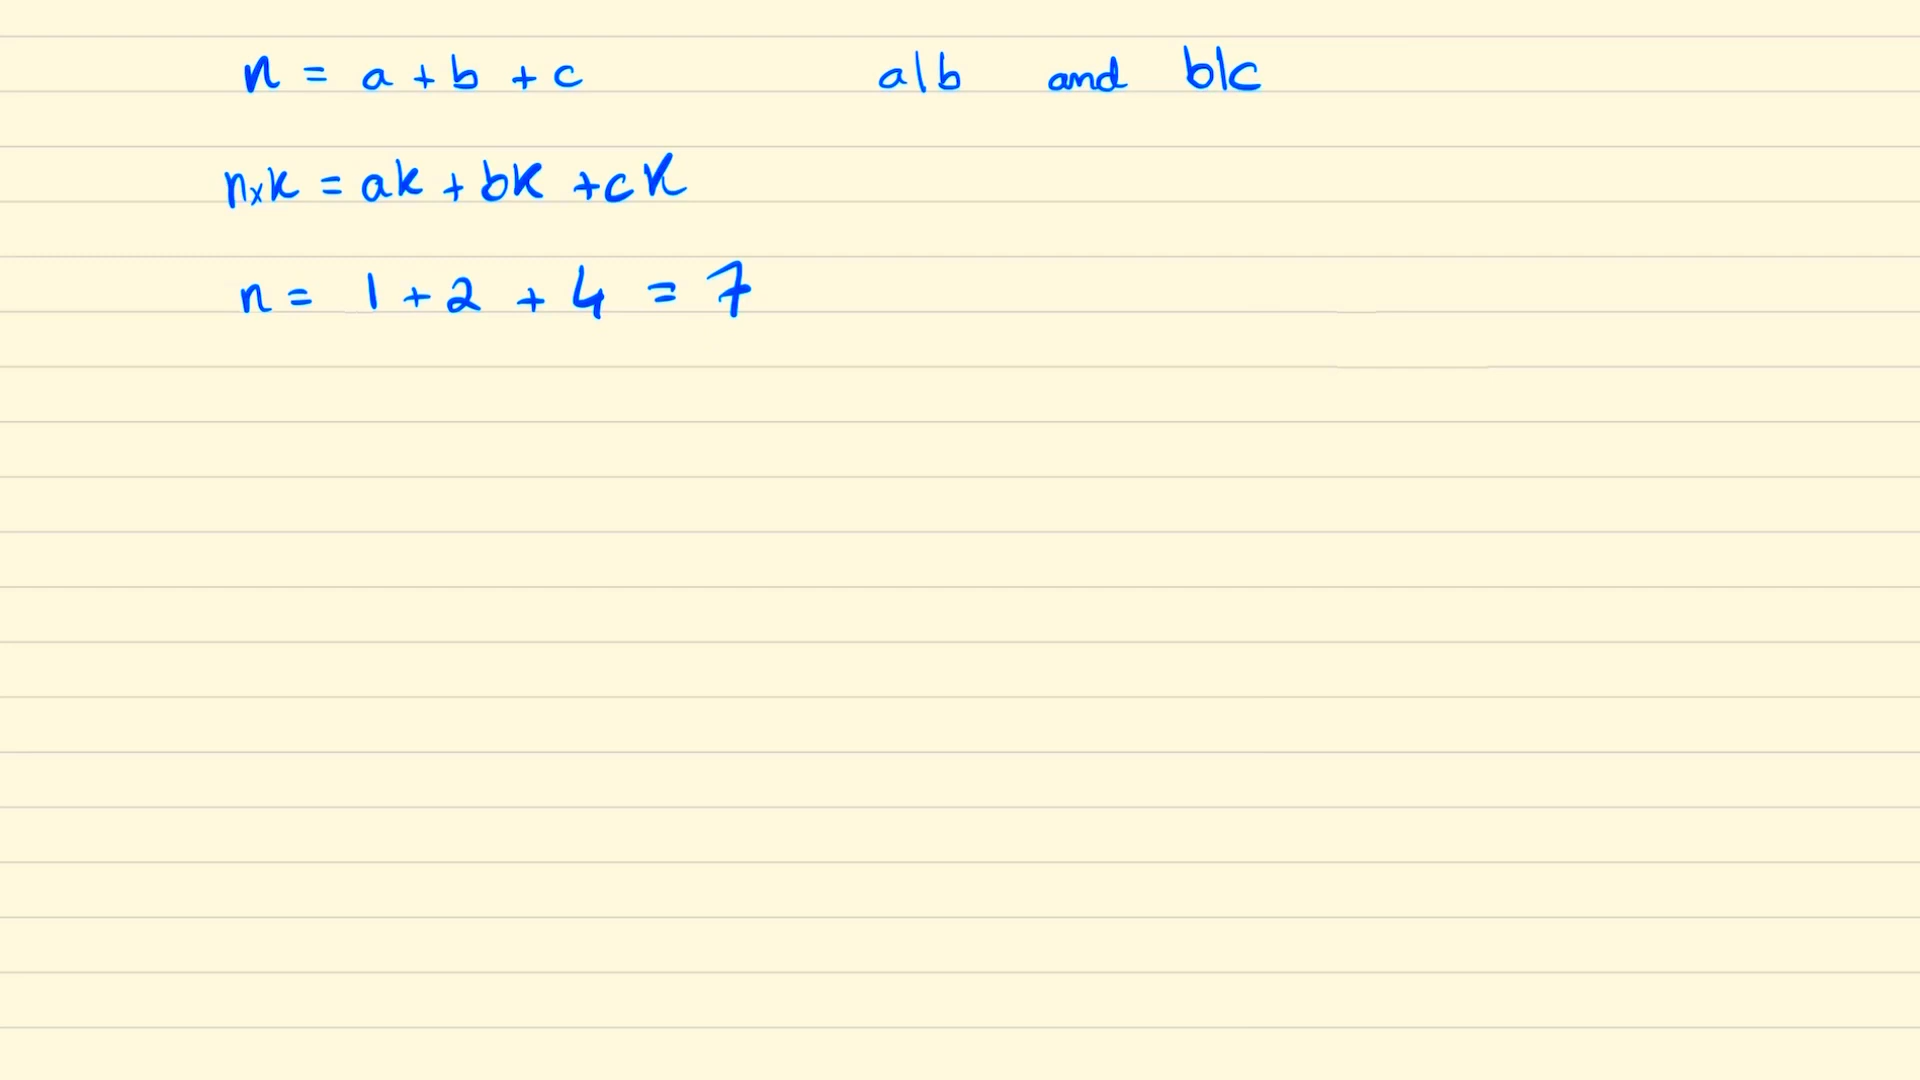 n = a + b + c a|b and b|c
n×k = ak + bk + ck
n = 1 + 2 + 4 = 7